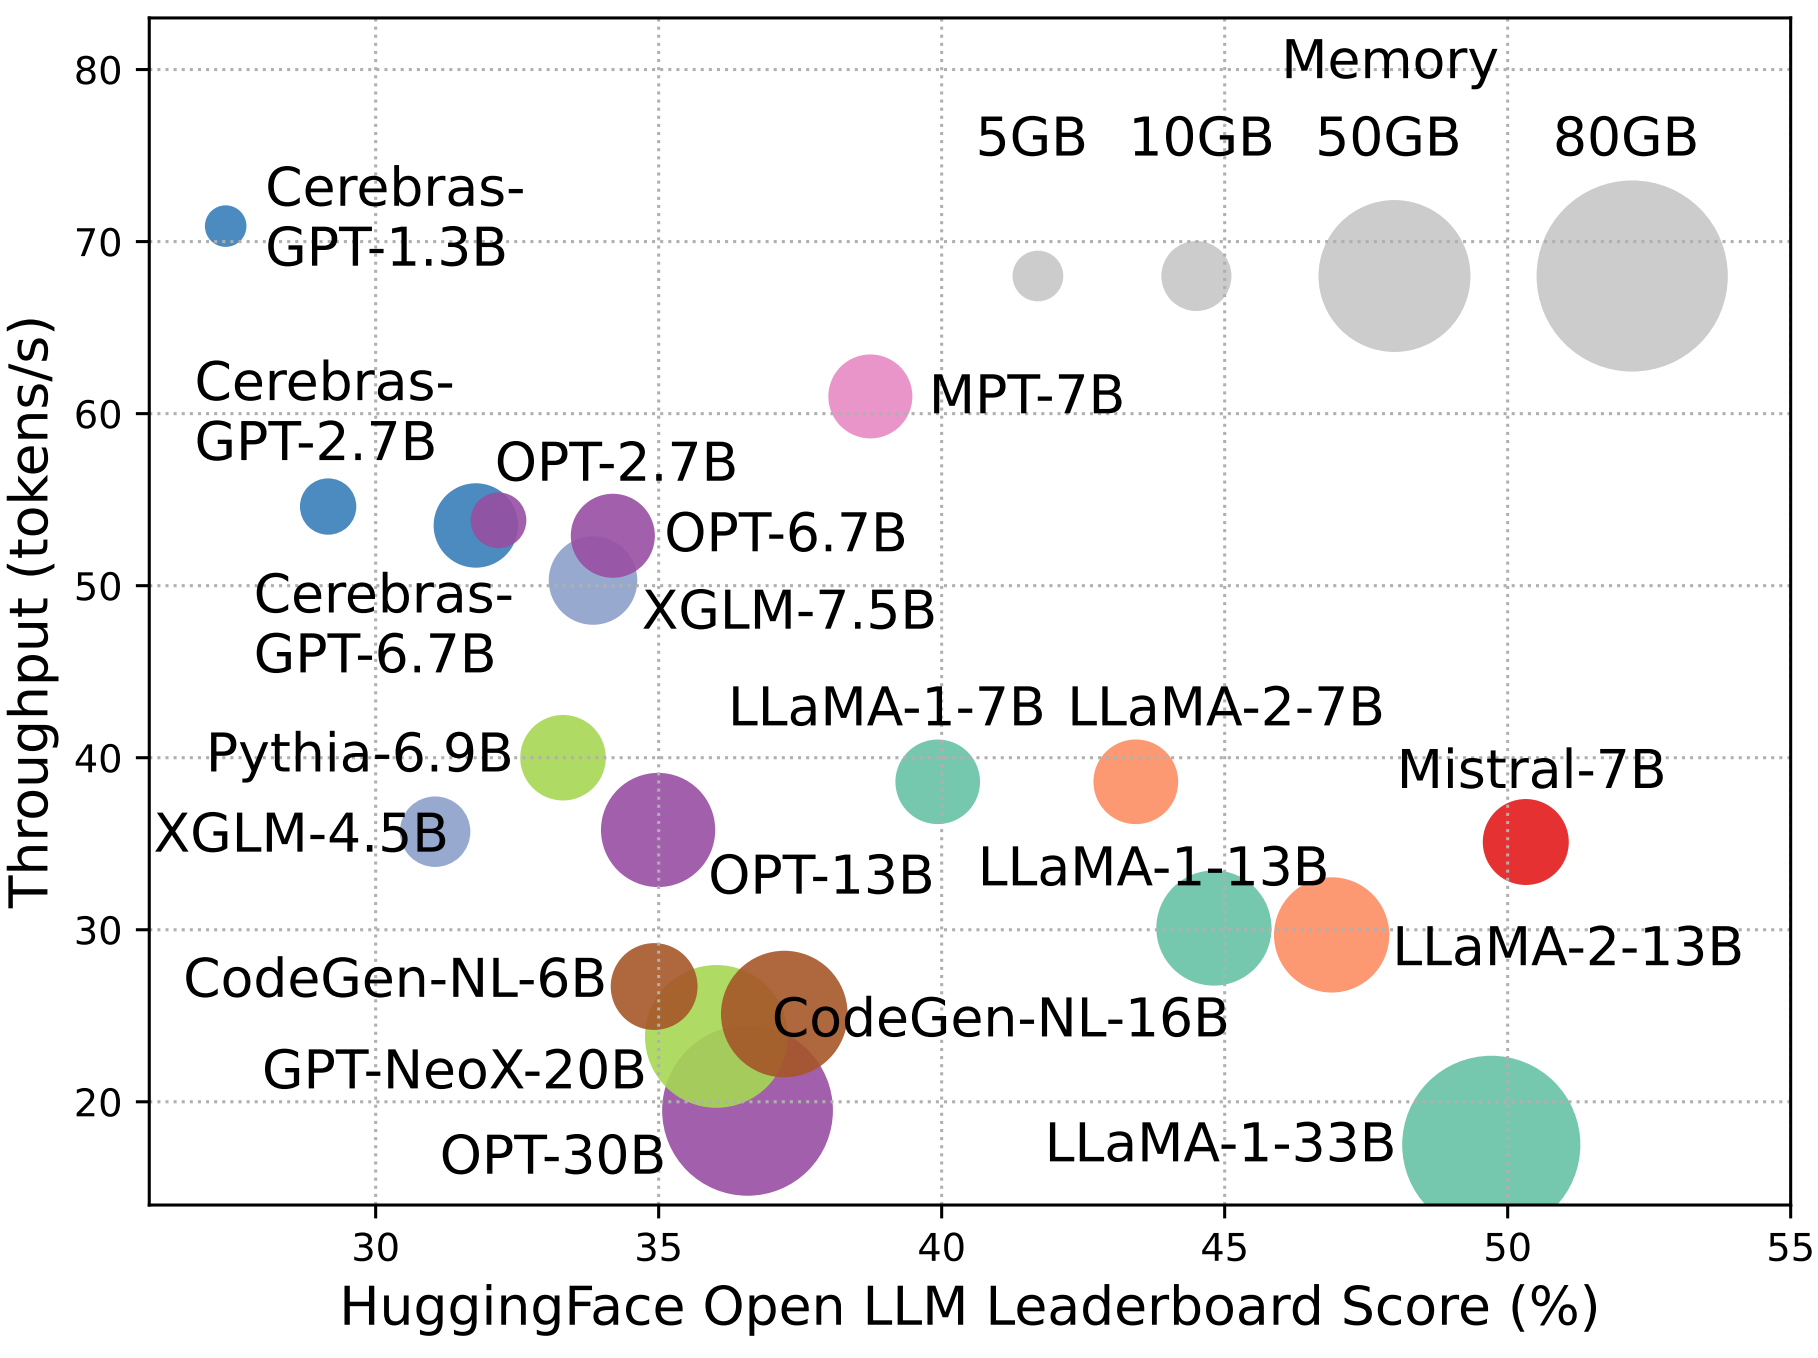 Memory
80
5GB 10GB 50GB 80GB
Cerebras-
GPT-1.3B
70
Cerebras-
GPT-2.7B
MPT-7B
60
OPT-2.7B
OPT-6.7B
Cerebras-
GPT-6.7B
50
XGLM-7.5B
LLaMA-1-7B
LLaMA-2-7B
Pythia-6.9B
40
Mistral-7B
XGLM-4.5B
OPT-13B
LLaMA-1-13B
30
LLaMA-2-13B
CodeGen-NL-6B
CodeGen-NL-16B
GPT-NeoX-20B
20
OPT-30B
LLaMA-1-33B
Throughput (tokens/s)
30 35 40 45 50 55
HuggingFace Open LLM Leaderboard Score (%)